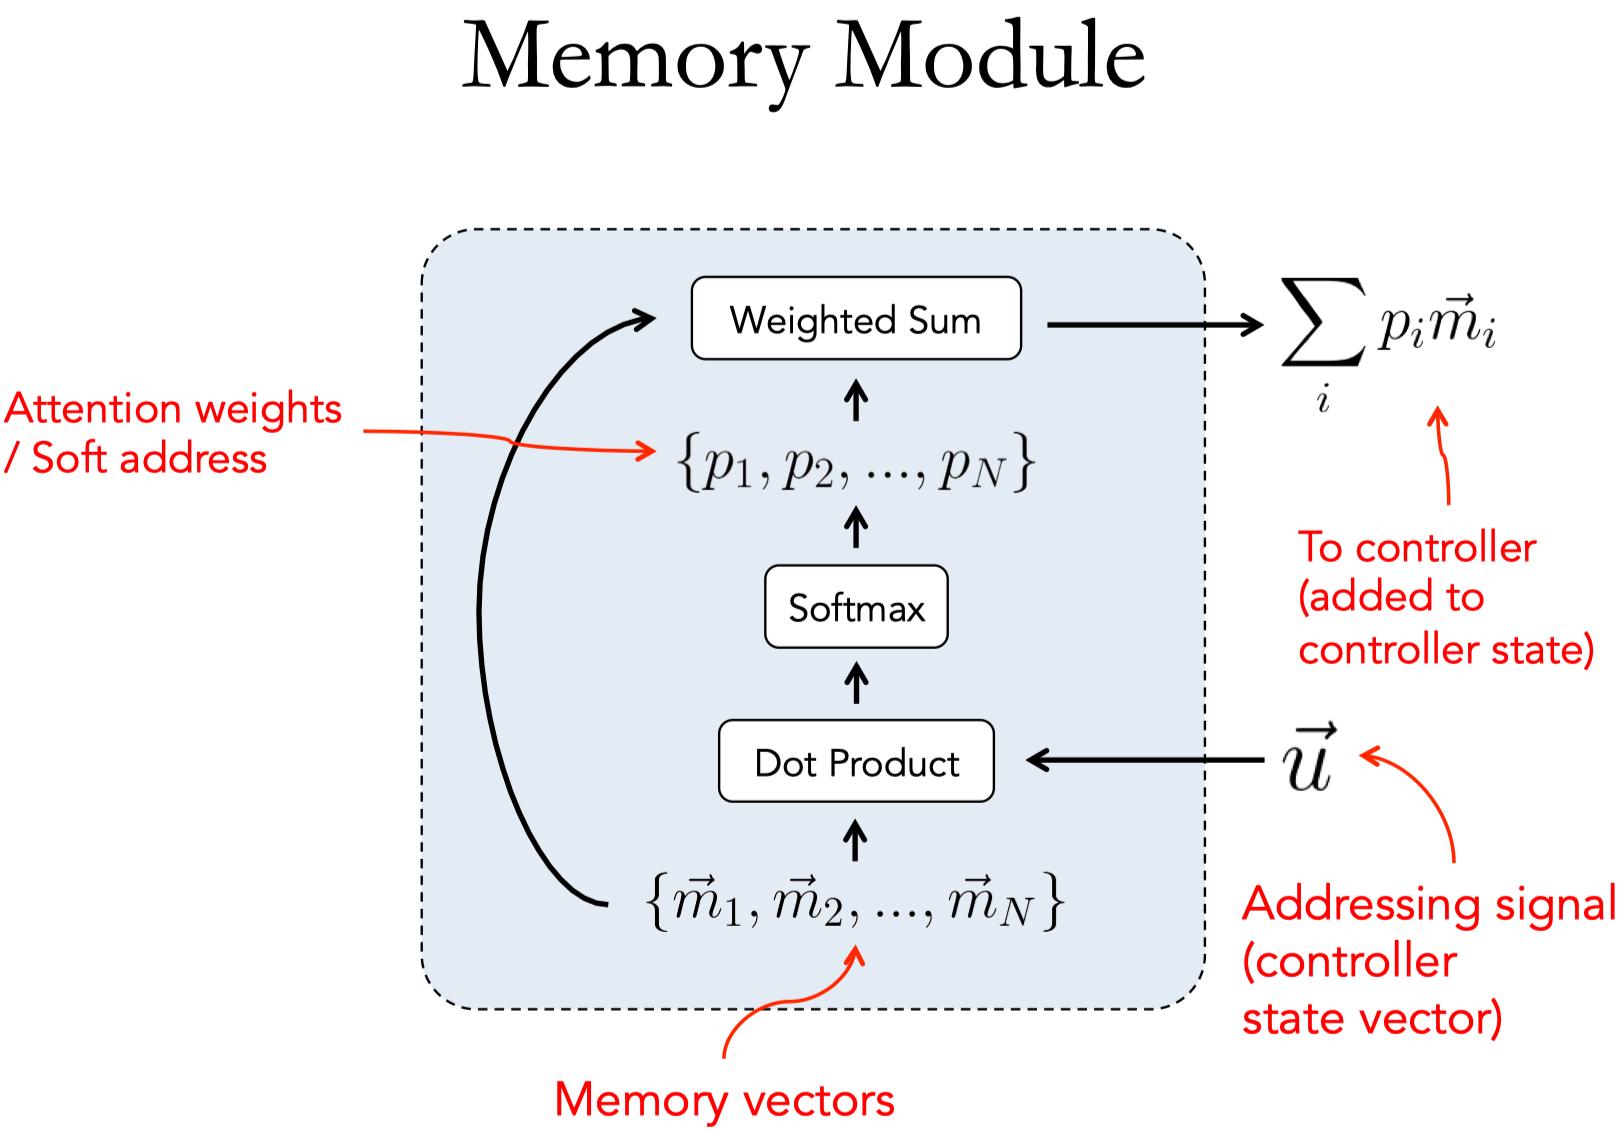 Memory Module
Weighted Sum
$\sum_i p_i \vec{m}_i$
Attention weights
/ Soft address
$\{p_1, p_2, ..., p_N\}$
To controller
(added to
controller state)
Softmax
Dot Product
$\vec{u}$
$\{\vec{m}_1, \vec{m}_2, ..., \vec{m}_N\}$
Addressing signal
(controller
state vector)
Memory vectors